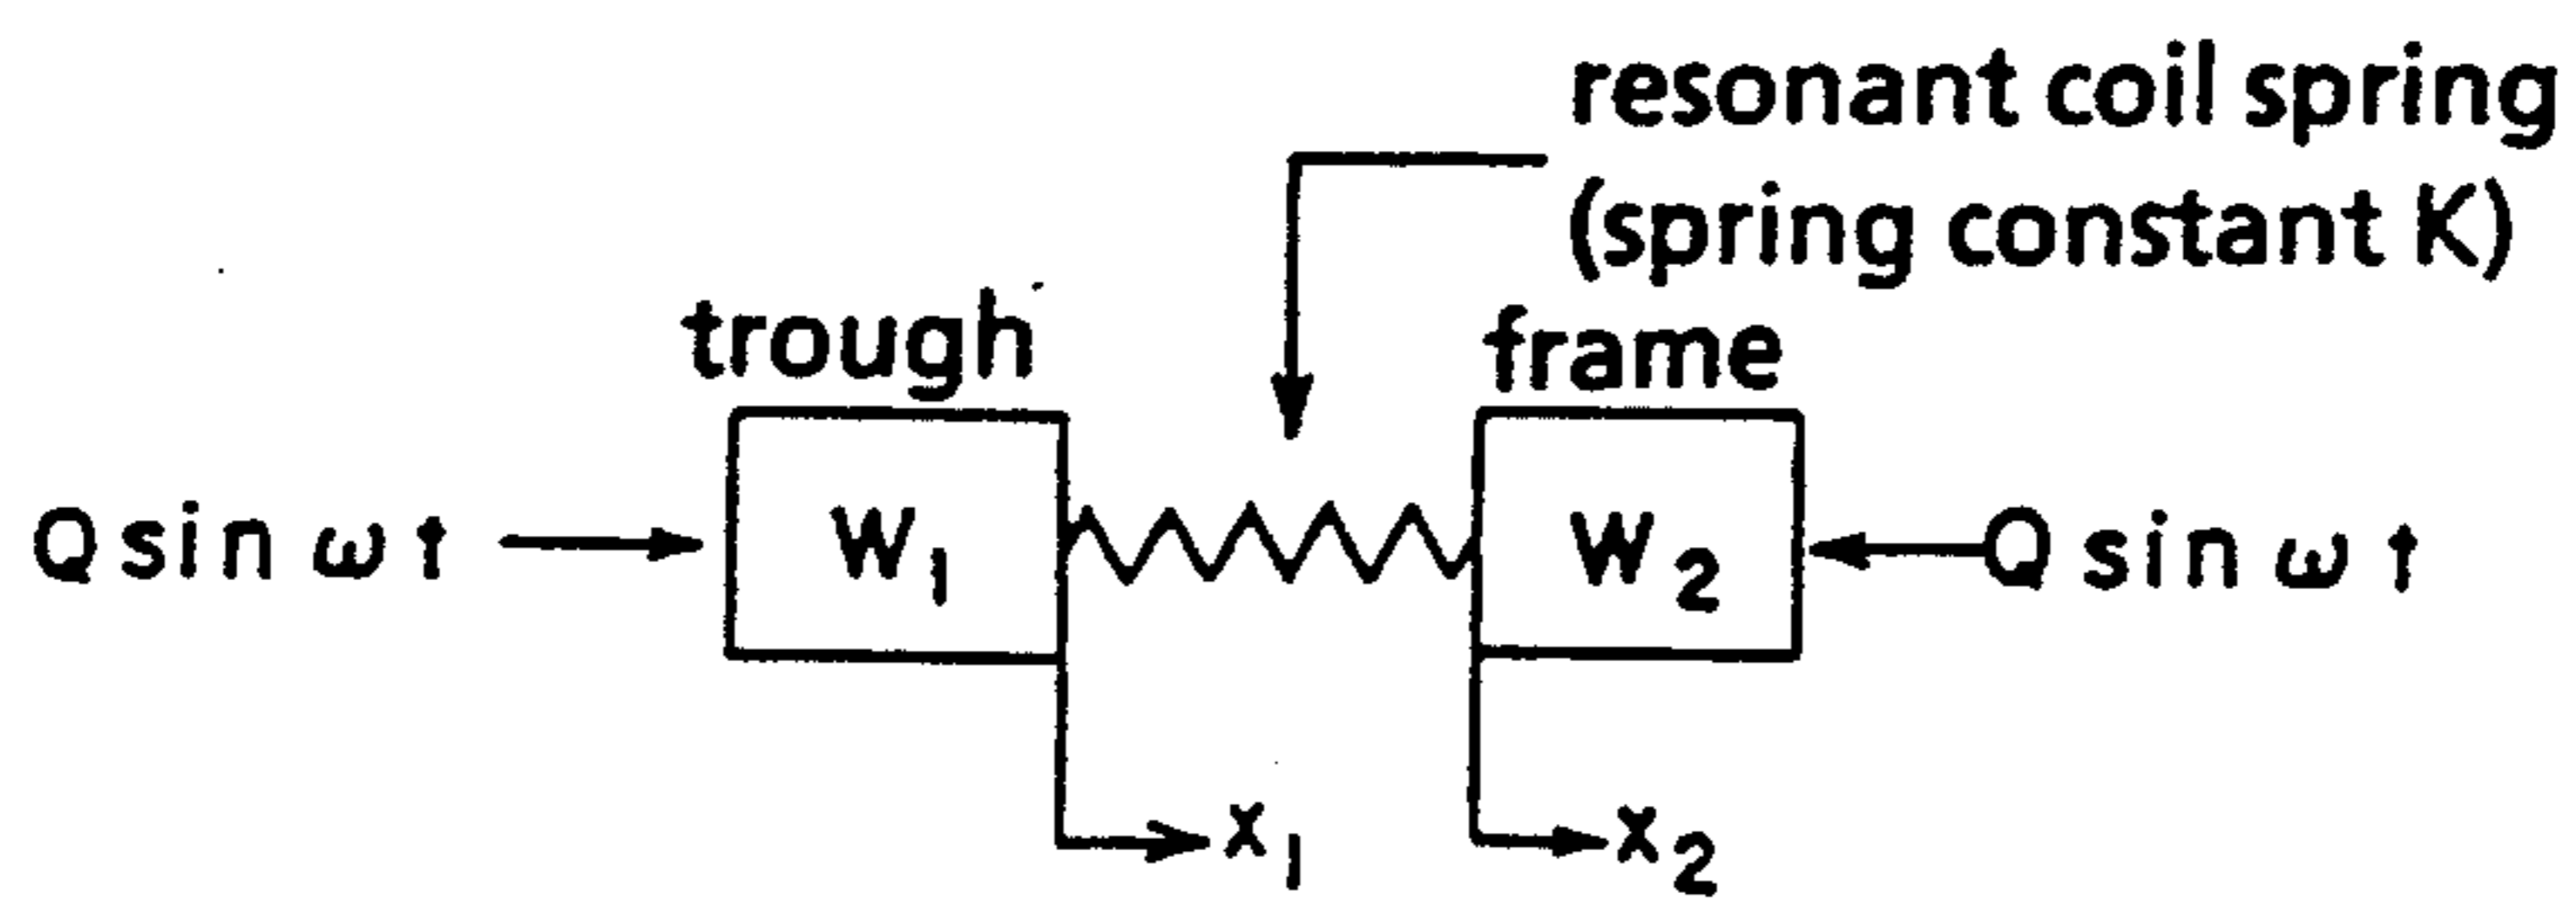 resonant coil spring
(spring constant K)
trough
frame
Q sin ω t
W₁
W₂
Q sin ω t
x₁
x₂